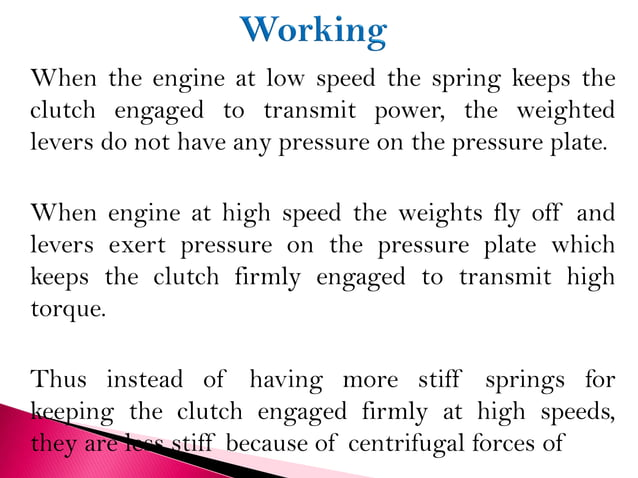 Working
When the engine at low speed the spring keeps the
clutch engaged to transmit power, the weighted
levers do not have any pressure on the pressure plate.
When engine at high speed the weights fly off and
levers exert pressure on the pressure plate which
keeps the clutch firmly engaged to transmit high
torque.
Thus instead of having more stiff springs for
keeping the clutch engaged firmly at high speeds,
they are less stiff because of centrifugal forces of